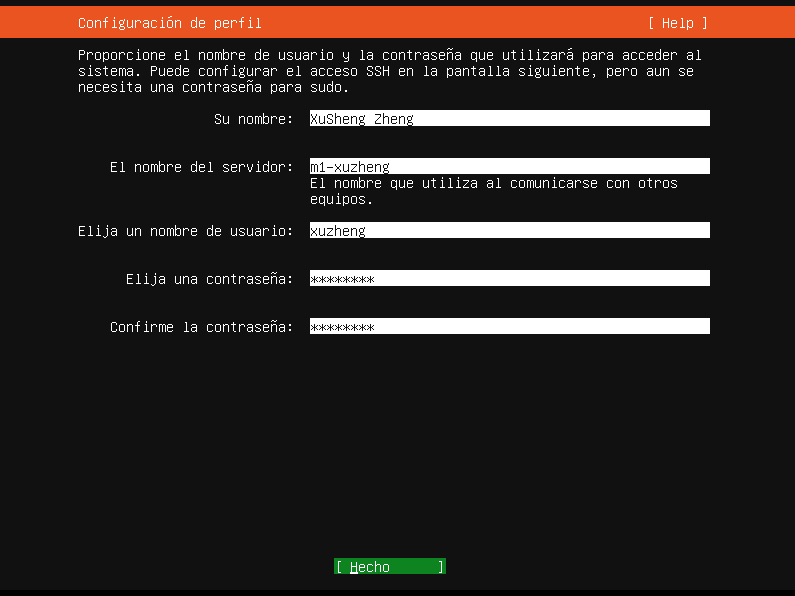 Configuración de perfil [ Help ]
Proporcione el nombre de usuario y la contraseña que utilizará para acceder al
sistema. Puede configurar el acceso SSH en la pantalla siguiente, pero aun se
necesita una contraseña para sudo.
Su nombre: XuSheng Zheng
El nombre del servidor: m1-xuzheng
El nombre que utiliza al comunicarse con otros
equipos.
Elija un nombre de usuario: xuzheng
Elija una contraseña: ********
Confirme la contraseña: ********
[ Hecho ]